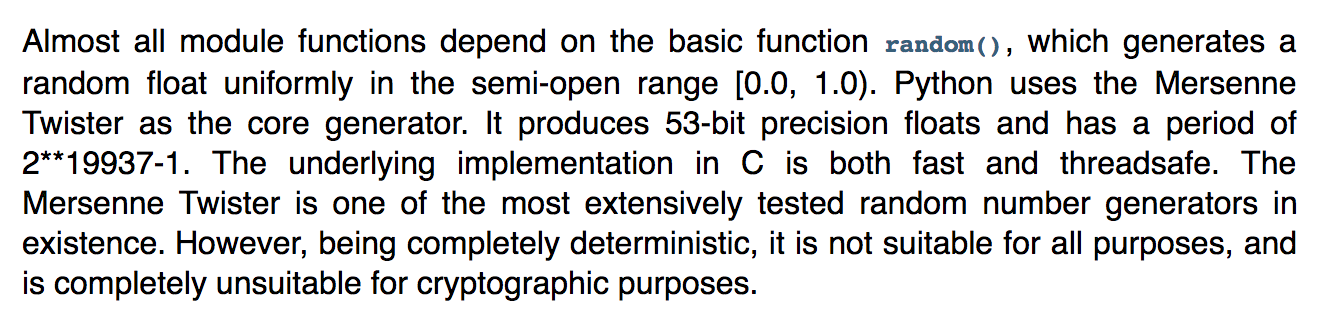 Almost all module functions depend on the basic function random(), which generates a
random float uniformly in the semi-open range [0.0, 1.0). Python uses the Mersenne
Twister as the core generator. It produces 53-bit precision floats and has a period of
2**19937-1. The underlying implementation in C is both fast and threadsafe. The
Mersenne Twister is one of the most extensively tested random number generators in
existence. However, being completely deterministic, it is not suitable for all purposes, and
is completely unsuitable for cryptographic purposes.